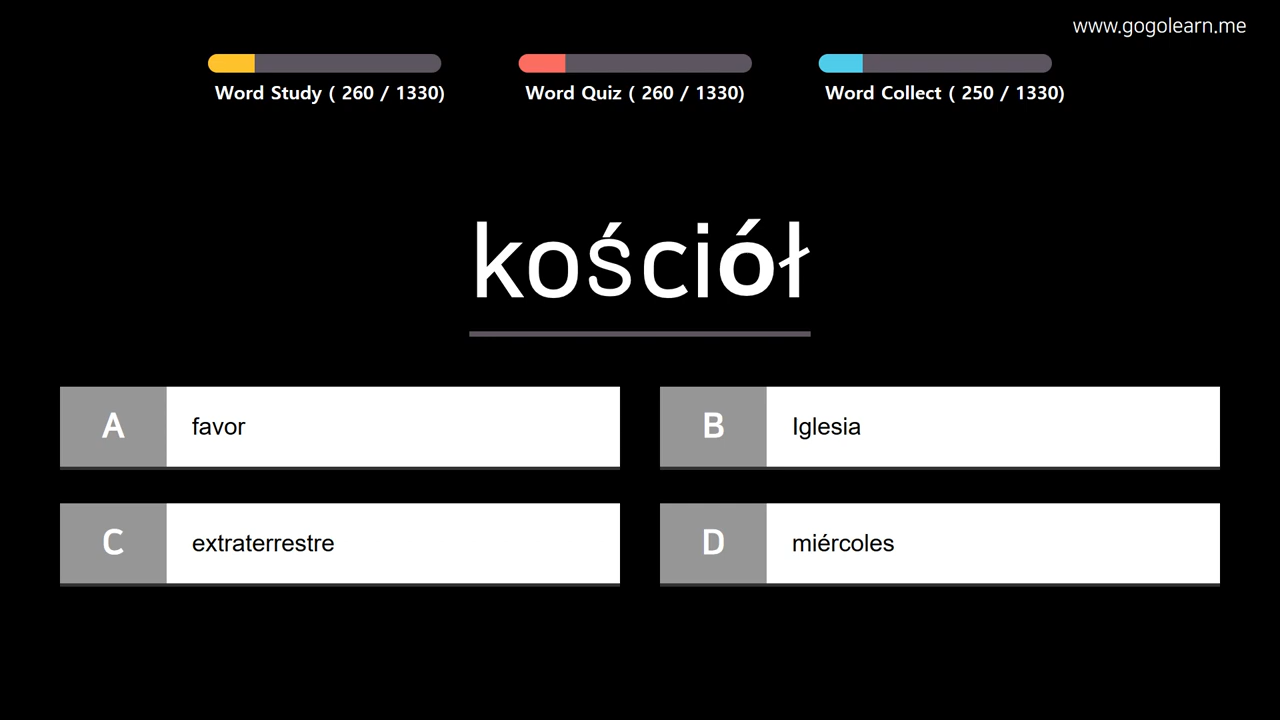 www.gogolearn.me
Word Study ( 260 / 1330)
Word Quiz ( 260 / 1330)
Word Collect ( 250 / 1330)
kościół
A favor
B Iglesia
C extraterrestre
D miércoles